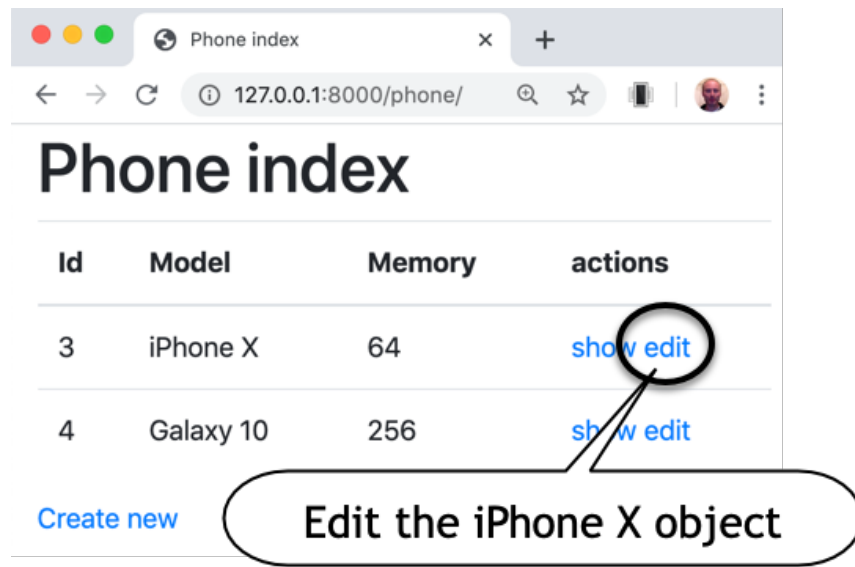 Phone index
127.0.0.1:8000/phone/
Phone index
Id Model Memory actions
3 iPhone X 64 show edit
4 Galaxy 10 256 show edit
Create new
Edit the iPhone X object